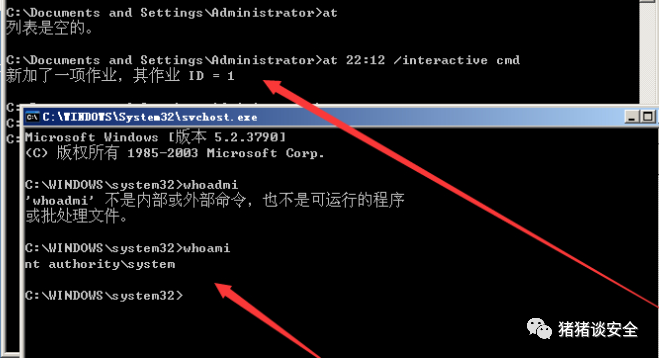 C:\Documents and Settings\Administrator>at
列表是空的。
C:\Documents and Settings\Administrator>at 22:12 /interactive cmd
新加了一项作业，其作业 ID = 1
C:\WINDOWS\System32\svchost.exe
Microsoft Windows [版本 5.2.3790]
(C) 版权所有 1985-2003 Microsoft Corp.
C:\WINDOWS\system32>whoadmi
'whoadmi' 不是内部或外部命令，也不是可运行的程序
或批处理文件。
C:\WINDOWS\system32>whoami
nt authority\system
C:\WINDOWS\system32>
猪猪谈安全